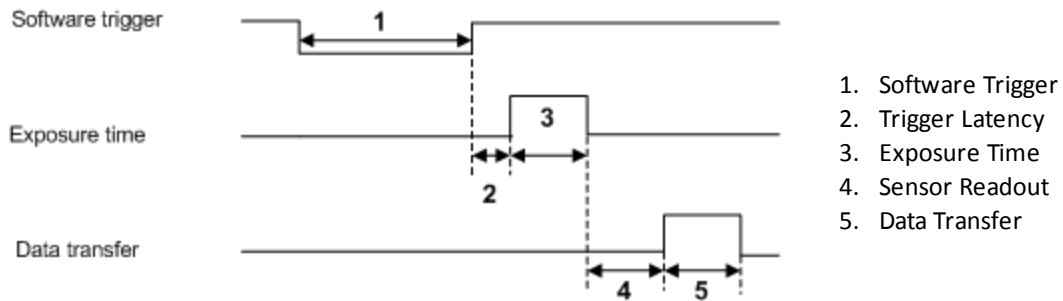 Software trigger
1
Exposure time
3
2
Data transfer
4
5
1. Software Trigger
2. Trigger Latency
3. Exposure Time
4. Sensor Readout
5. Data Transfer